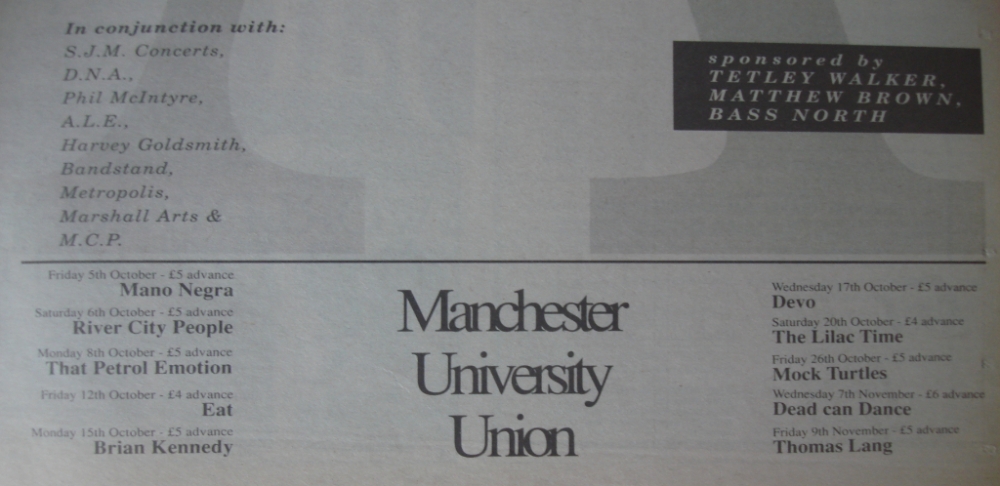 In conjunction with:
S.J.M. Concerts,
D.N.A.,
Phil McIntyre,
A.L.E.,
Harvey Goldsmith,
Bandstand,
Metropolis,
Marshall Arts &
M.C.P.
sponsored by
TETLEY WALKER,
MATTHEW BROWN,
BASS NORTH
Friday 5th October - £5 advance
Mano Negra
Saturday 6th October - £5 advance
River City People
Monday 8th October - £5 advance
That Petrol Emotion
Friday 12th October - £4 advance
Eat
Monday 15th October - £5 advance
Brian Kennedy
Manchester
University
Union
Wednesday 17th October - £5 advance
Devo
Saturday 20th October - £4 advance
The Lilac Time
Friday 26th October - £5 advance
Mock Turtles
Wednesday 7th November - £6 advance
Dead can Dance
Friday 9th November - £5 advance
Thomas Lang